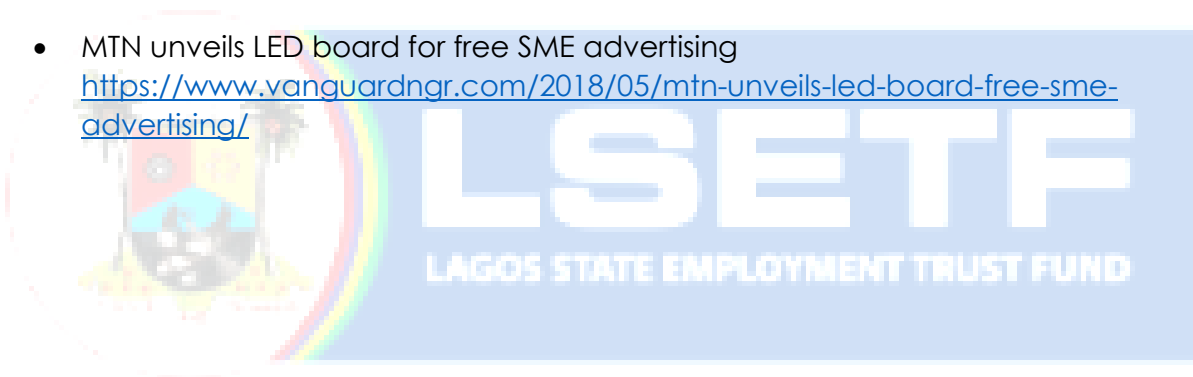 • MTN unveils LED board for free SME advertising
https://www.vanguardngr.com/2018/05/mtn-unveils-led-board-free-sme-
advertising/
LSETF
LAGOS STATE EMPLOYMENT TRUST FUND